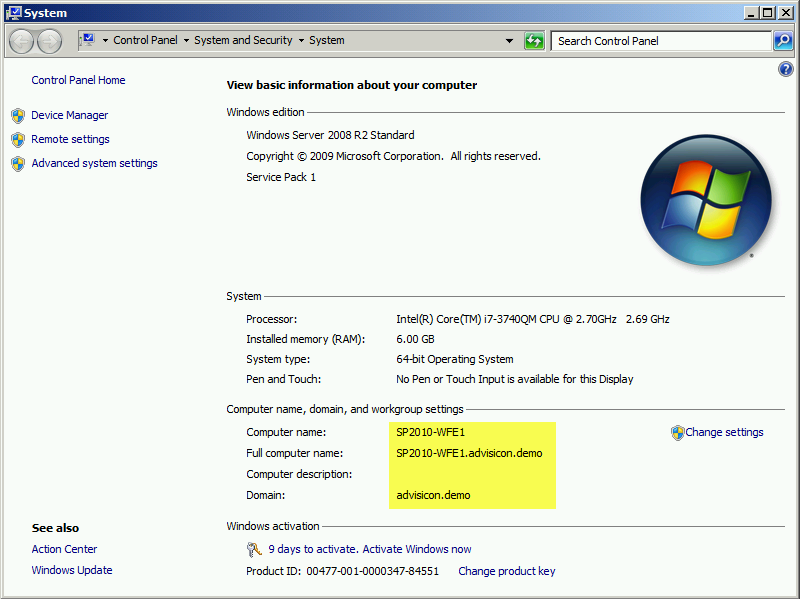 System
Control Panel System and Security System
Search Control Panel
Control Panel Home
Device Manager
Remote settings
Advanced system settings
View basic information about your computer
Windows edition
Windows Server 2008 R2 Standard
Copyright © 2009 Microsoft Corporation. All rights reserved.
Service Pack 1
System
Processor: Intel(R) Core(TM) i7-3740QM CPU @ 2.70GHz 2.69 GHz
Installed memory (RAM): 6.00 GB
System type: 64-bit Operating System
Pen and Touch: No Pen or Touch Input is available for this Display
Computer name, domain, and workgroup settings
Computer name: SP2010-WFE1 Change settings
Full computer name: SP2010-WFE1.advisicon.demo
Computer description:
Domain: advisicon.demo
Windows activation
9 days to activate. Activate Windows now
Product ID: 00477-001-0000347-84551 Change product key
See also
Action Center
Windows Update